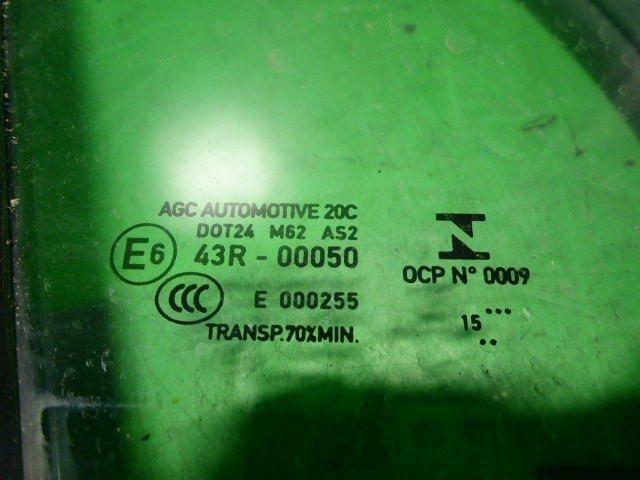 AGC AUTOMOTIVE 20C
DOT24 M62 AS2
E6 43R - 00050
CCC E 000255
TRANSP.70%MIN.
OCP N° 0009
15